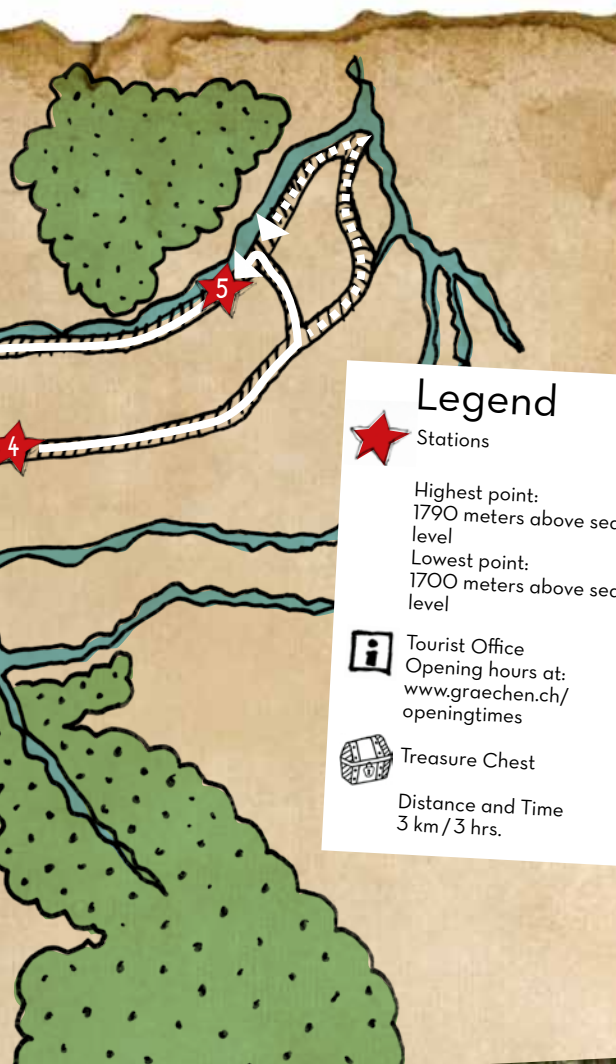 5
4
Legend
Stations
Highest point:
1790 meters above sea
level
Lowest point:
1700 meters above sea
level
Tourist Office
Opening hours at:
www.graechen.ch/
openingtimes
Treasure Chest
Distance and Time
3 km / 3 hrs.